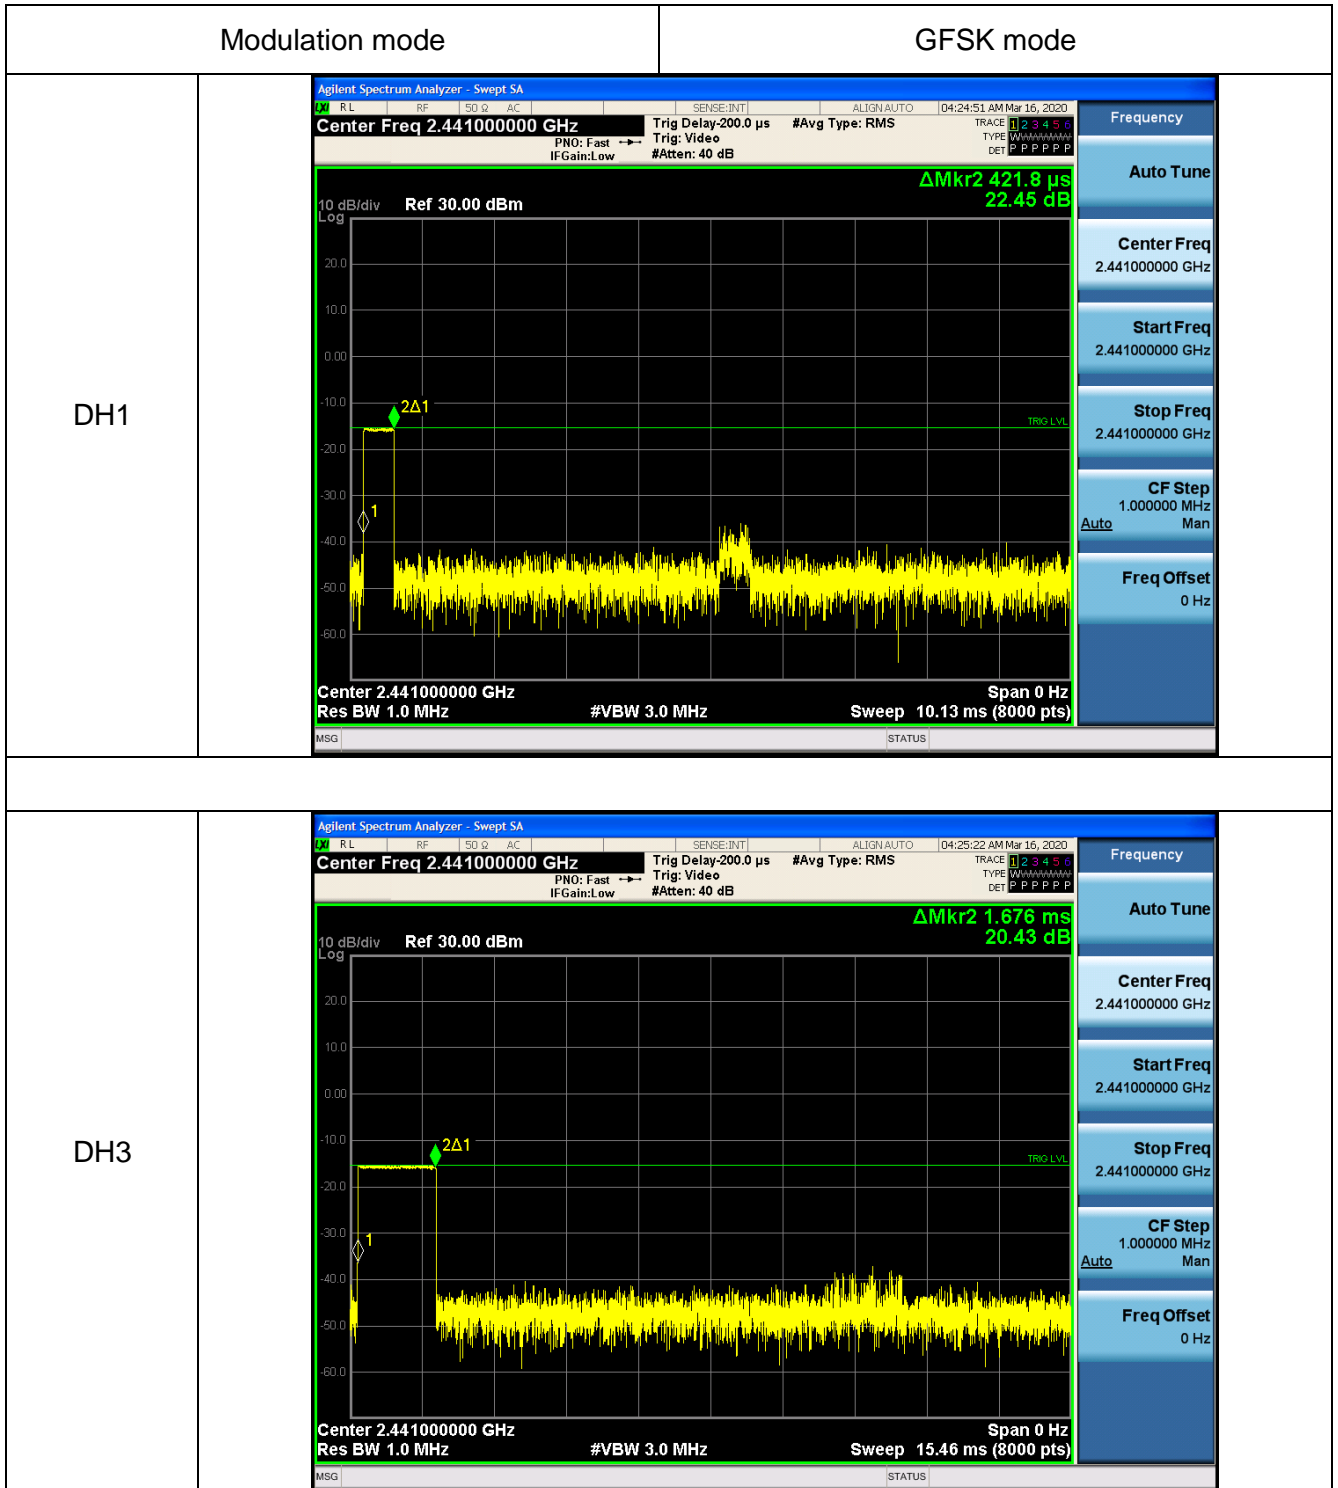 Modulation mode GFSK mode
DH1
Agilent Spectrum Analyzer - Swept SA
LXI RL RF 50 Ω AC SENSE:INT ALIGN AUTO 04:24:51 AM Mar 16, 2020
Center Freq 2.441000000 GHz Trig Delay-200.0 µs #Avg Type: RMS TRACE 1 2 3 4 5 6
PNO: Fast Trig: Video TYPE WWWWWW
IFGain:Low #Atten: 40 dB DET P P P P P P
Frequency
Auto Tune
ΔMkr2 421.8 µs
22.45 dB
10 dB/div Ref 30.00 dBm
Log
20.0
10.0
0.00
-10.0
-20.0
-30.0
-40.0
-50.0
-60.0
2Δ1
TRIG LVL
1
Center Freq
2.441000000 GHz
Start Freq
2.441000000 GHz
Stop Freq
2.441000000 GHz
CF Step
1.000000 MHz
Auto Man
Freq Offset
0 Hz
Center 2.441000000 GHz Span 0 Hz
Res BW 1.0 MHz #VBW 3.0 MHz Sweep 10.13 ms (8000 pts)
MSG STATUS
DH3
Agilent Spectrum Analyzer - Swept SA
LXI RL RF 50 Ω AC SENSE:INT ALIGN AUTO 04:25:22 AM Mar 16, 2020
Center Freq 2.441000000 GHz Trig Delay-200.0 µs #Avg Type: RMS TRACE 1 2 3 4 5 6
PNO: Fast Trig: Video TYPE WWWWWW
IFGain:Low #Atten: 40 dB DET P P P P P P
Frequency
Auto Tune
ΔMkr2 1.676 ms
20.43 dB
10 dB/div Ref 30.00 dBm
Log
20.0
10.0
0.00
-10.0
-20.0
-30.0
-40.0
-50.0
-60.0
2Δ1
TRIG LVL
1
Center Freq
2.441000000 GHz
Start Freq
2.441000000 GHz
Stop Freq
2.441000000 GHz
CF Step
1.000000 MHz
Auto Man
Freq Offset
0 Hz
Center 2.441000000 GHz Span 0 Hz
Res BW 1.0 MHz #VBW 3.0 MHz Sweep 15.46 ms (8000 pts)
MSG STATUS